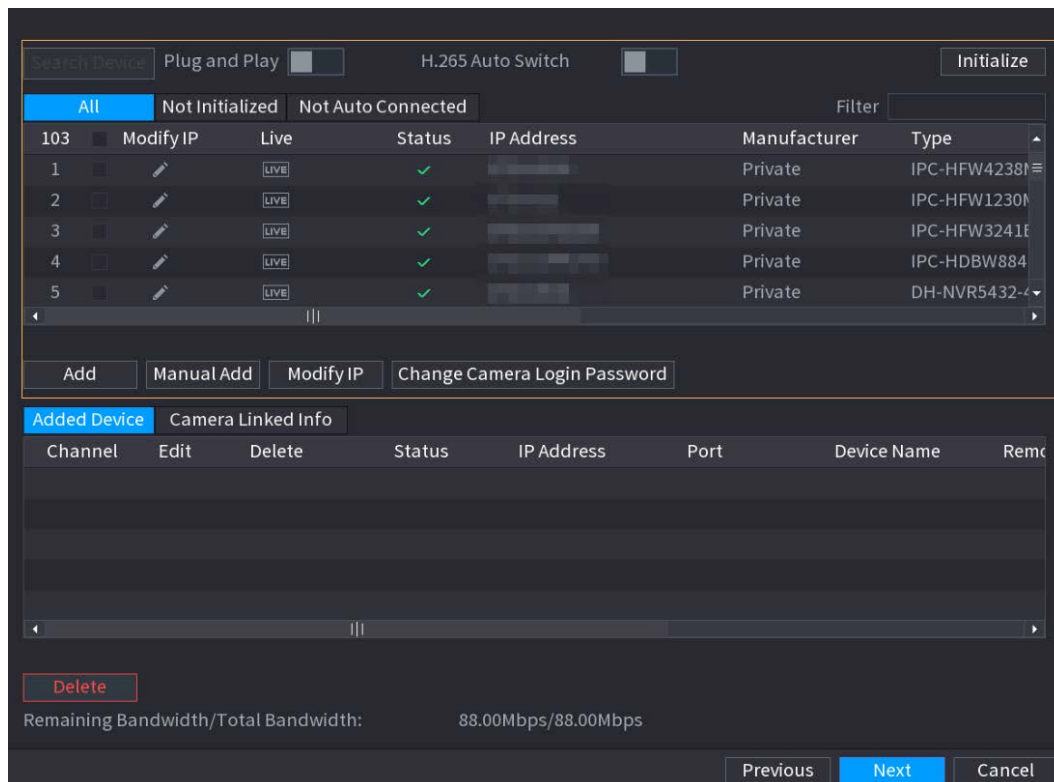 Search Device Plug and Play H.265 Auto Switch Initialize
All Not Initialized Not Auto Connected Filter
103 Modify IP Live Status IP Address Manufacturer Type
1 LIVE Private IPC-HFW4238
2 LIVE Private IPC-HFW1230
3 LIVE Private IPC-HFW3241
4 LIVE Private IPC-HDBW884
5 LIVE Private DH-NVR5432-4
Add Manual Add Modify IP Change Camera Login Password
Added Device Camera Linked Info
Channel Edit Delete Status IP Address Port Device Name Remo
Delete
Remaining Bandwidth/Total Bandwidth: 88.00Mbps/88.00Mbps
Previous Next Cancel